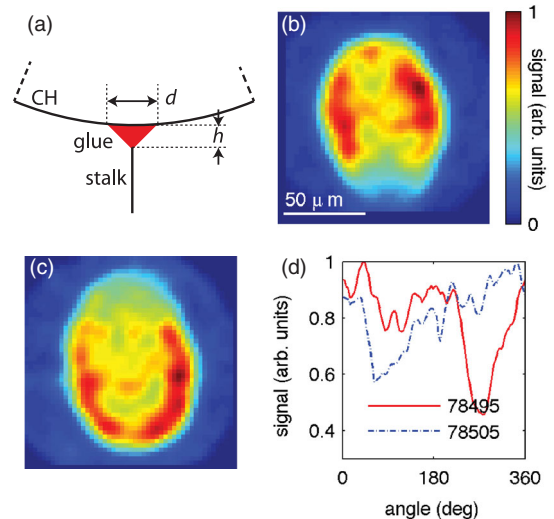 (a)
CH
d
glue
h
stalk
(b)
50 μm
1
signal (arb. units)
0
(c)
(d)
1
0.8
0.6
0.4
signal (arb. units)
78495
78505
0
180
360
angle (deg)